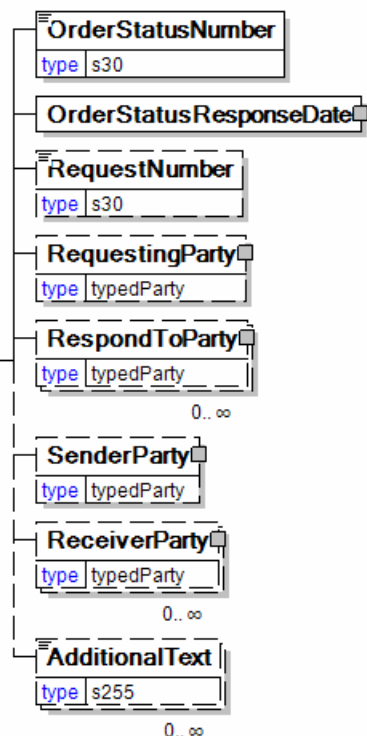 OrderStatusNumber
type s30
OrderStatusResponseDate
RequestNumber
type s30
RequestingParty
type typedParty
RespondToParty
type typedParty
0.. ∞
SenderParty
type typedParty
ReceiverParty
type typedParty
0.. ∞
AdditionalText
type s255
0.. ∞